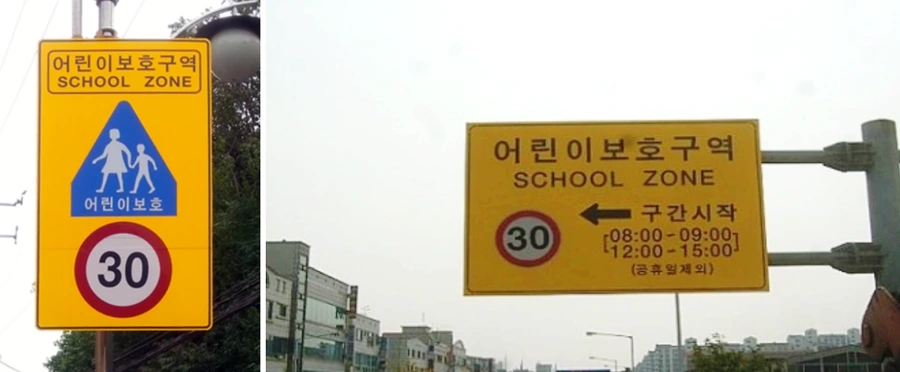 어린이보호구역
SCHOOL ZONE
어린이보호
30
어린이보호구역
SCHOOL ZONE
30
← 구간시작
[08:00~09:00
12:00~15:00]
(공휴일제외)